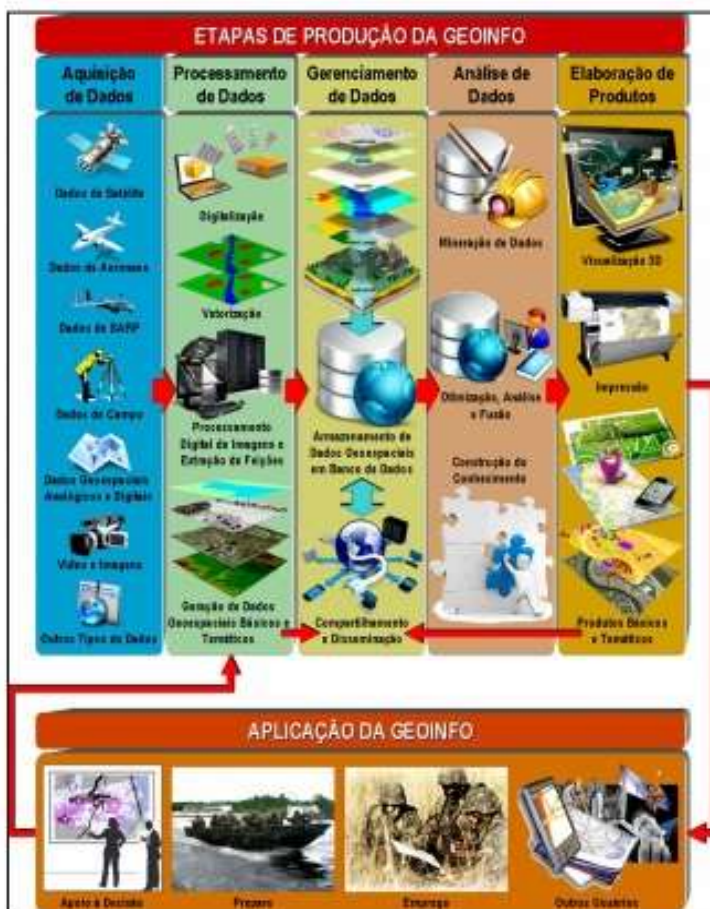 ETAPAS DE PRODUÇÃO DA GEOINFO
Aquisição
de Dados
Processamento
de Dados
Gerenciamento
de Dados
Análise de
Dados
Elaboração de
Produtos
Dados de Satélite
Dados de Aeronave
Dados de SARP
Dados de Campo
Dados Geoespaciais
Analógicos e Digitais
Vídeo e Imagens
Outros Tipos de Dados
Digitalização
Vetorização
Processamento
Digital de Imagens e
Extração de Feições
Geração de Dados
Geoespaciais Básicos e
Temáticos
Armazenamento de
Dados Geoespaciais
em Banco de Dados
Compartilhamento
e Disseminação
Mineração de Dados
Otimização, Análise
e Fusão
Construção do
Conhecimento
Visualização 3D
Impressão
Produtos Básicos
e Temáticos
APLICAÇÃO DA GEOINFO
Apoio à Decisão
Preparo
Emprego
Outros Usuários